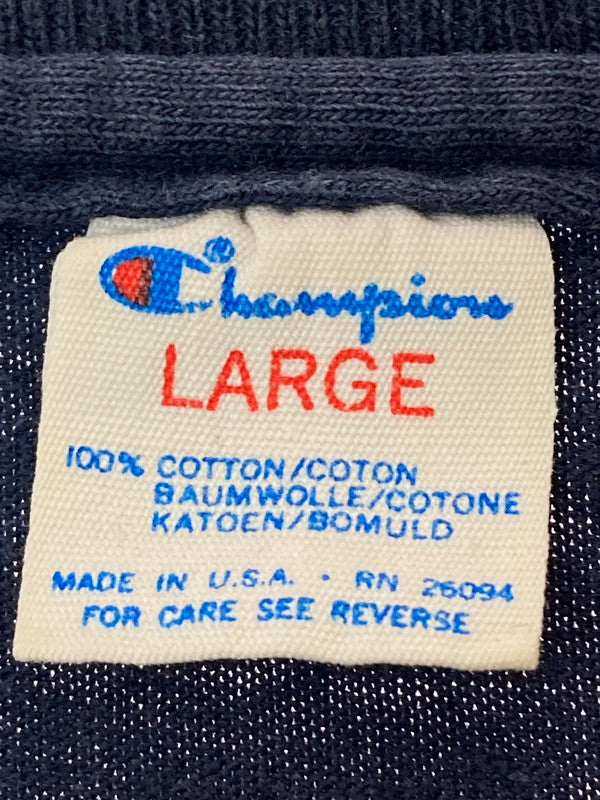 Champion®
LARGE
100% COTTON/COTON
BAUMWOLLE/COTONE
KATOEN/BOMULD
MADE IN U.S.A. · RN 26094
FOR CARE SEE REVERSE